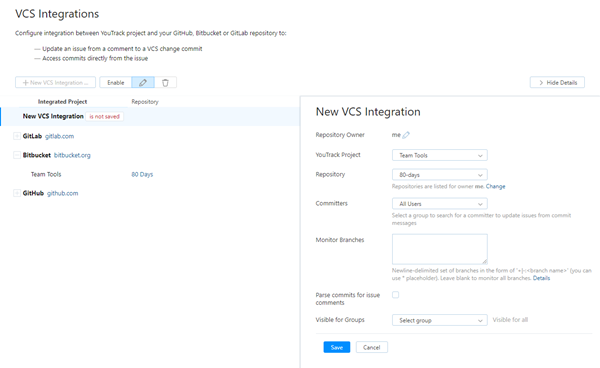 VCS Integrations
Configure integration between YouTrack project and your GitHub, Bitbucket or GitLab repository to:
— Update an issue from a comment to a VCS change commit
— Access commits directly from the issue
+ New VCS Integration ...
Enable
> Hide Details
Integrated Project Repository
New VCS Integration is not saved
GitLab gitlab.com
Bitbucket bitbucket.org
Team Tools 80 Days
GitHub github.com
New VCS Integration
Repository Owner me
YouTrack Project Team Tools
Repository 80-days
Repositories are listed for owner me. Change
Committers All Users
Select a group to search for a committer to update issues from commit
messages
Monitor Branches
Newline-delimited set of branches in the form of '+|-:<branch name>' (you can
use * placeholder). Leave blank to monitor all branches. Details
Parse commits for issue
comments
Visible for Groups Select group Visible for all
Save Cancel